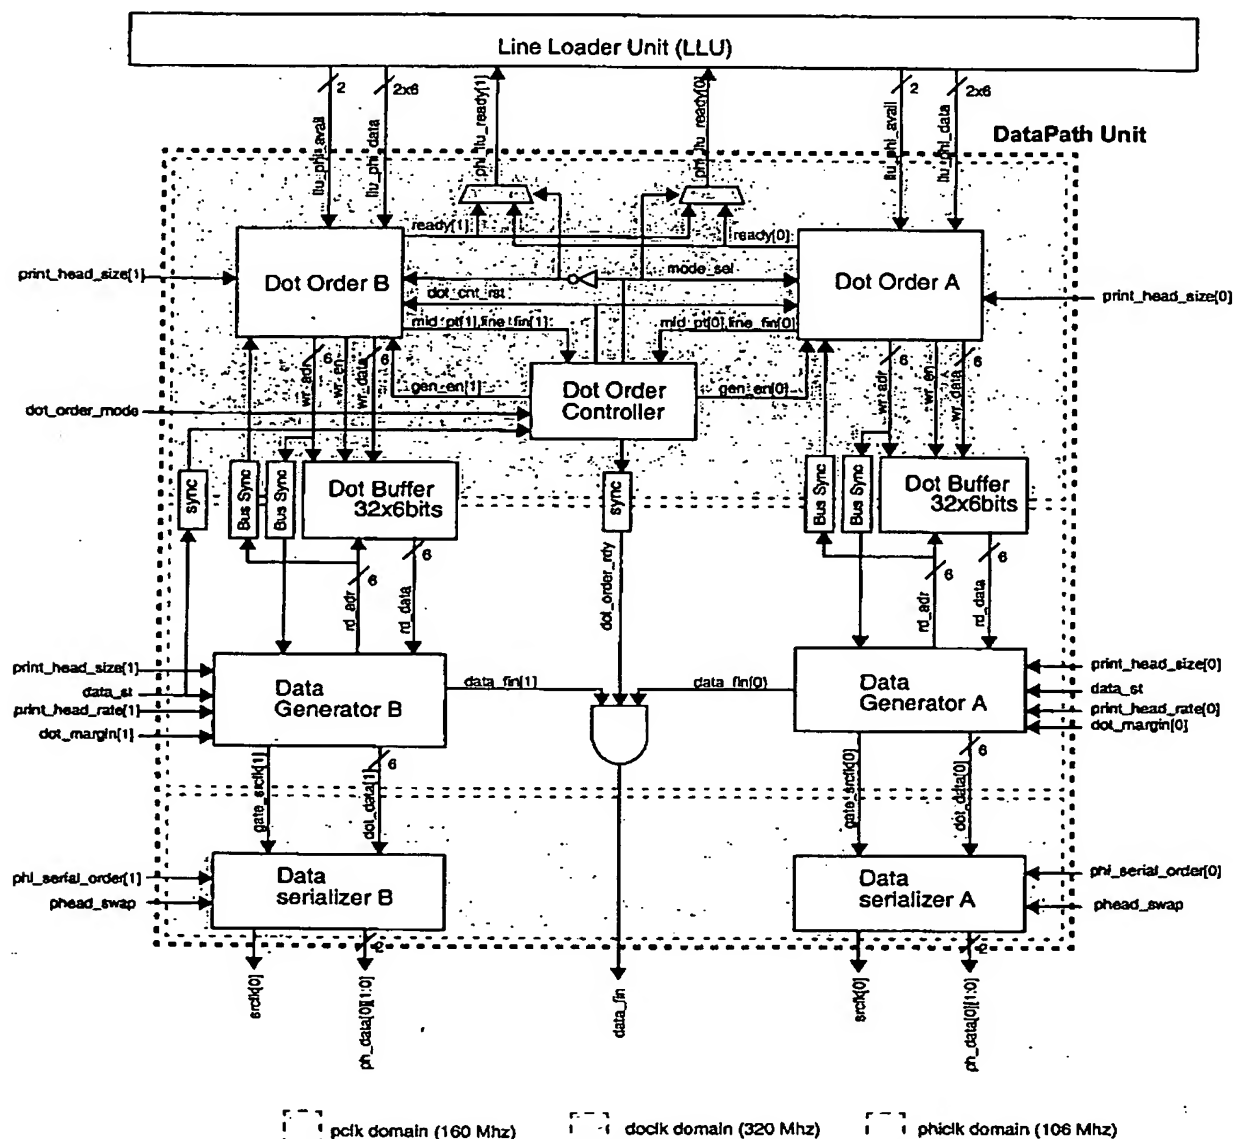 Line Loader Unit (LLU)
2
2x6
phi_llu_ready[1]
phi_llu_ready[0]
2
2x6
llu_phi_avail
llu_phi_data
llu_phi_avail
llu_phi_data
DataPath Unit
ready[1]
ready[0]
print_head_size[1]
Dot Order B
mode_sel
Dot Order A
dot_cnt_rst
print_head_size[0]
mid_pt[1],line_fin[1]
mid_pt[0],line_fin[0]
wr_adr
6
wr_en
wr_data
6
gen_en[1]
Dot Order
Controller
gen_en[0]
wr_adr
6
wr_en
wr_data
6
dot_order_mode
sync
Bus Sync
Bus Sync
Dot Buffer
32x6bits
sync
Bus Sync
Bus Sync
Dot Buffer
32x6bits
rd_adr
6
rd_data
6
dot_order_rdy
rd_adr
6
rd_data
6
print_head_size[1]
data_st
print_head_rate[1]
dot_margin[1]
Data
Generator B
data_fin[1]
data_fin[0]
Data
Generator A
print_head_size[0]
data_st
print_head_rate[0]
dot_margin[0]
gate_srclk[1]
dot_data[1]
6
gate_srclk[0]
dot_data[0]
6
phi_serial_order[1]
phead_swap
Data
serializer B
Data
serializer A
phi_serial_order[0]
phead_swap
2
2
srclk[0]
ph_data[0][1:0]
data_fin
srclk[0]
ph_data[0][1:0]
pclk domain (160 Mhz)
doclk domain (320 Mhz)
phiclk domain (106 Mhz)